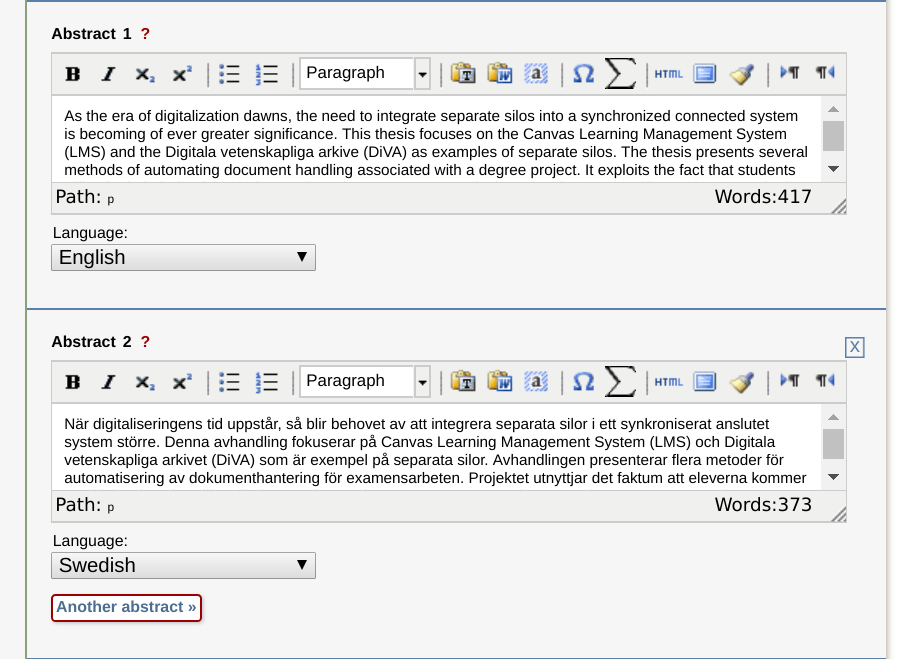 Abstract 1 ?
B I X₂ X² Paragraph T W a Ω Σ HTML ¶ ¶
As the era of digitalization dawns, the need to integrate separate silos into a synchronized connected system
is becoming of ever greater significance. This thesis focuses on the Canvas Learning Management System
(LMS) and the Digitala vetenskapliga arkive (DiVA) as examples of separate silos. The thesis presents several
methods of automating document handling associated with a degree project. It exploits the fact that students
Path: p Words:417
Language:
English
Abstract 2 ?
X
B I X₂ X² Paragraph T W a Ω Σ HTML ¶ ¶
När digitaliseringens tid uppstår, så blir behovet av att integrera separata silor i ett synkroniserat anslutet
system större. Denna avhandling fokuserar på Canvas Learning Management System (LMS) och Digitala
vetenskapliga arkivet (DiVA) som är exempel på separata silor. Avhandlingen presenterar flera metoder för
automatisering av dokumenthantering för examensarbeten. Projektet utnyttjar det faktum att eleverna kommer
Path: p Words:373
Language:
Swedish
Another abstract »